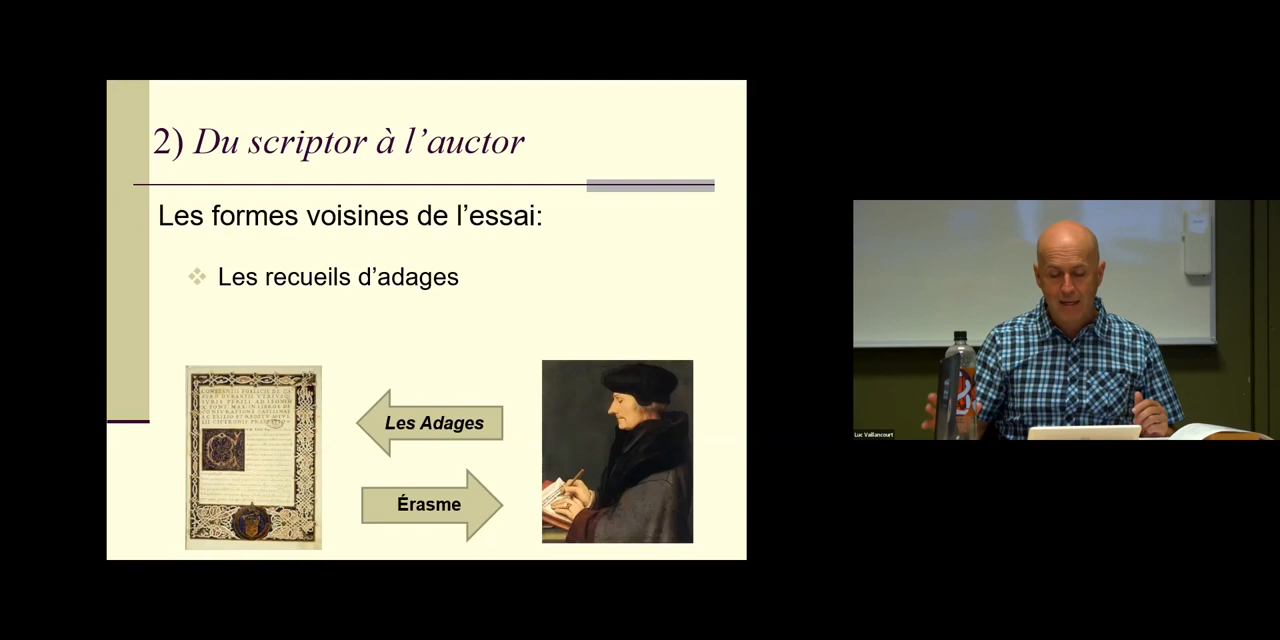 2) Du scriptor à l’auctor
Les formes voisines de l’essai:
Les recueils d’adages
Les Adages
Érasme
Luc Vaillancourt